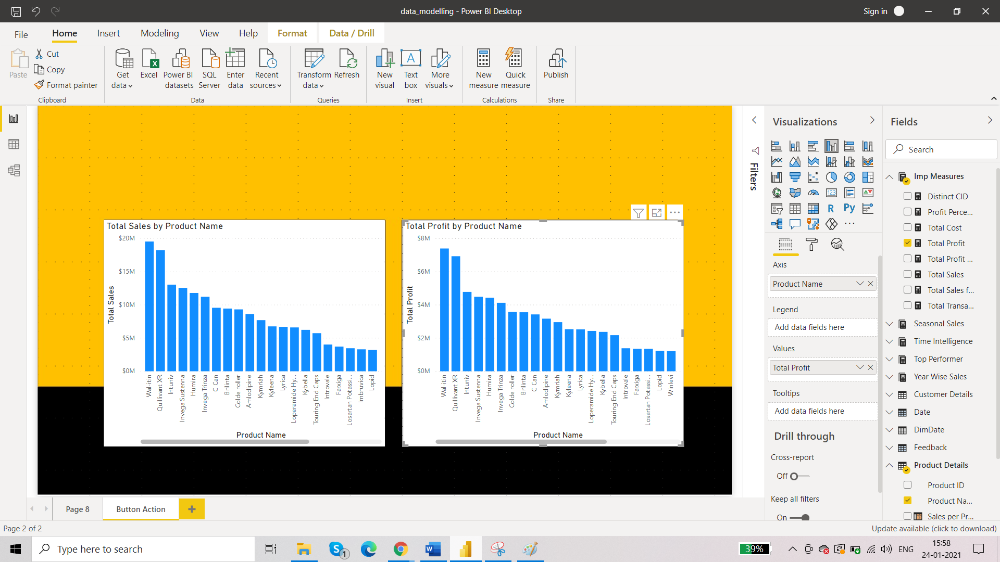 data_modelling - Power BI Desktop
Sign in
File
Home
Insert
Modeling
View
Help
Format
Data / Drill
Paste
Cut
Copy
Format painter
Clipboard
Get data
Excel
Power BI datasets
SQL Server
Enter data
Recent sources
Data
Transform data
Refresh
Queries
New visual
Text box
More visuals
Insert
New measure
Quick measure
Calculations
Publish
Share
Total Sales by Product Name
$20M
$15M
$10M
$5M
$0M
Total Sales
Wal-itin
Quillivant XR
Intuniv
Invega Sustenna
Humira
Invega Trinza
C Can
Brilinta
Colde roller
Amlodipine
Kymriah
Kyleena
Lyrica
Loperamide Hy...
Kybella
Touring End Caps
Introvale
Farxiga
Losartan Potassi...
Imbruvica
Lopid
Product Name
Total Profit by Product Name
$8M
$6M
$4M
$2M
$0M
Total Profit
Wal-itin
Quillivant XR
Intuniv
Invega Sustenna
Humira
Invega Trinza
Colde roller
Brilinta
C Can
Amlodipine
Kymriah
Kyleena
Lyrica
Loperamide Hy...
Kybella
Touring End Caps
Introvale
Farxiga
Losartan Potassi...
Lopid
Winlevi
Product Name
Filters
Visualizations
123
R
Py
Axis
Product Name
Legend
Add data fields here
Values
Total Profit
Tooltips
Add data fields here
Drill through
Cross-report
Off
Keep all filters
On
Fields
Search
Imp Measures
Distinct CID
Profit Perce...
Total Cost
Total Profit
Total Profit ...
Total Sales
Total Sales f...
Total Transa...
Seasonal Sales
Time Intelligence
Top Performer
Year Wise Sales
Customer Details
Date
DimDate
Feedback
Product Details
Product ID
Product Na...
Sales per Pr...
Page 8
Button Action
Page 2 of 2
Update available (click to download)
Type here to search
1
39%
ENG
15:58
24-01-2021